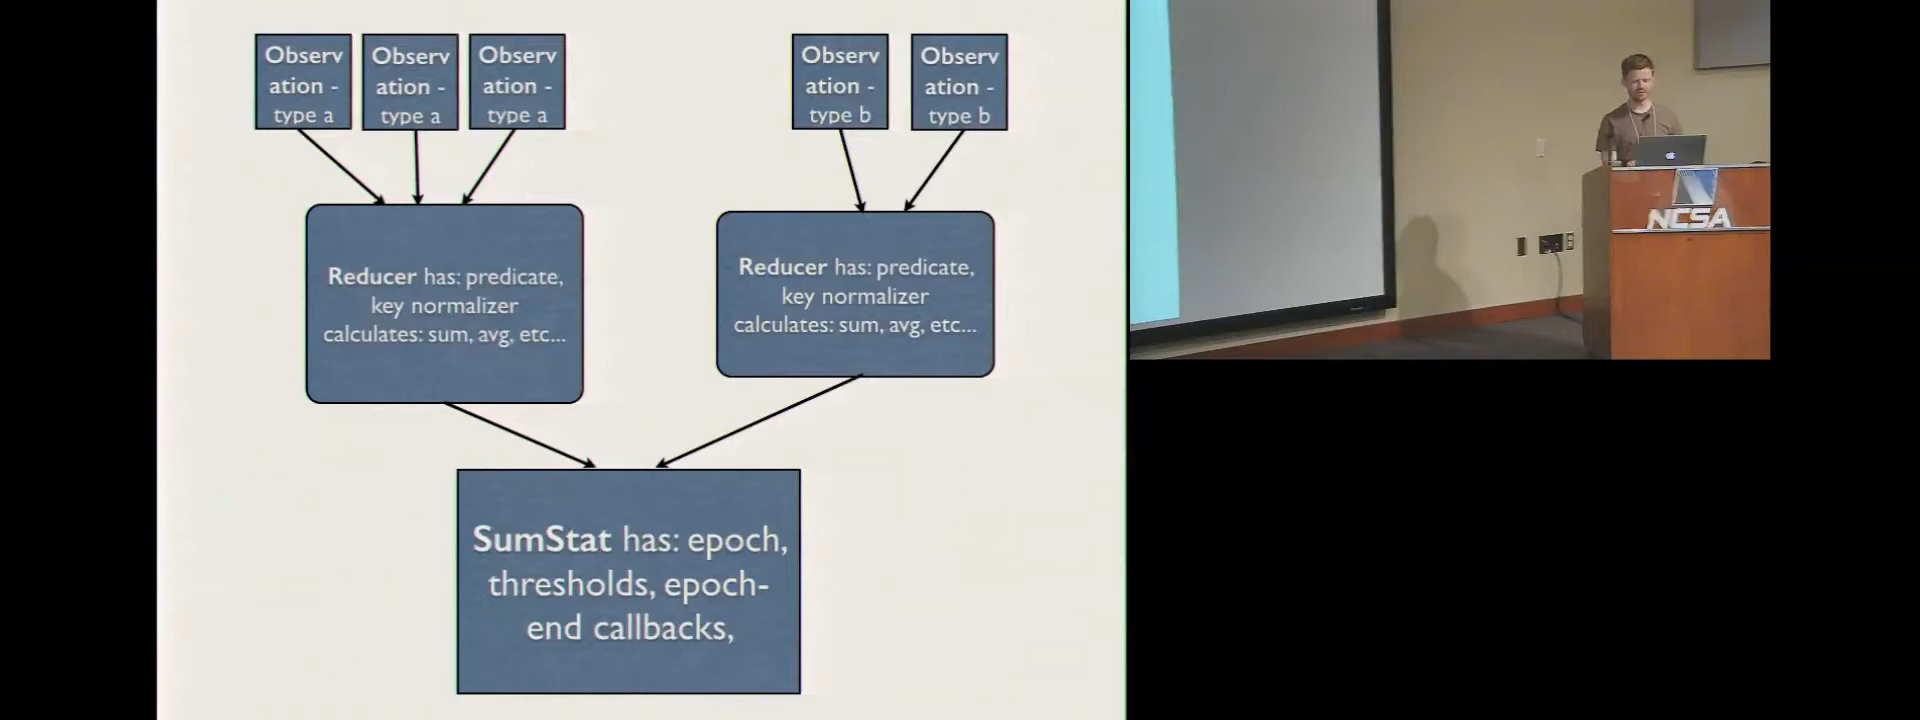 Observ
ation -
type a
Observ
ation -
type a
Observ
ation -
type a
Observ
ation -
type b
Observ
ation -
type b
Reducer has: predicate,
key normalizer
calculates: sum, avg, etc...
Reducer has: predicate,
key normalizer
calculates: sum, avg, etc...
SumStat has: epoch,
thresholds, epoch-
end callbacks,
NCSA